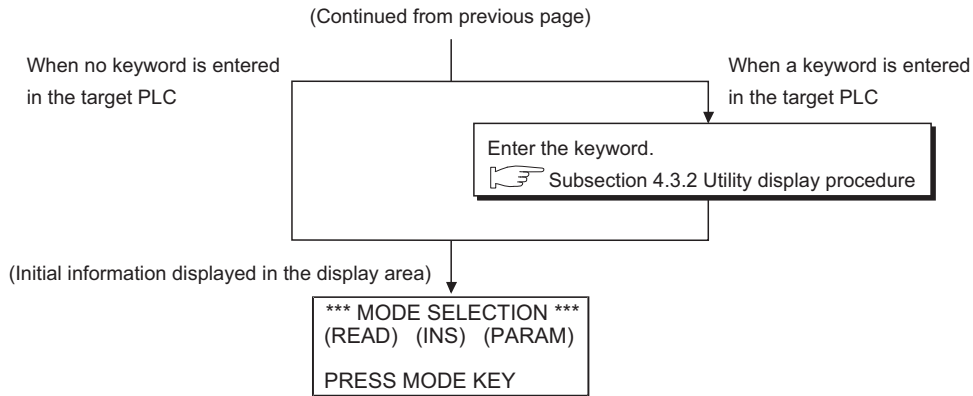 (Continued from previous page)
When no keyword is entered
in the target PLC
When a keyword is entered
in the target PLC
Enter the keyword.
Subsection 4.3.2 Utility display procedure
(Initial information displayed in the display area)
*** MODE SELECTION ***
(READ) (INS) (PARAM)
PRESS MODE KEY